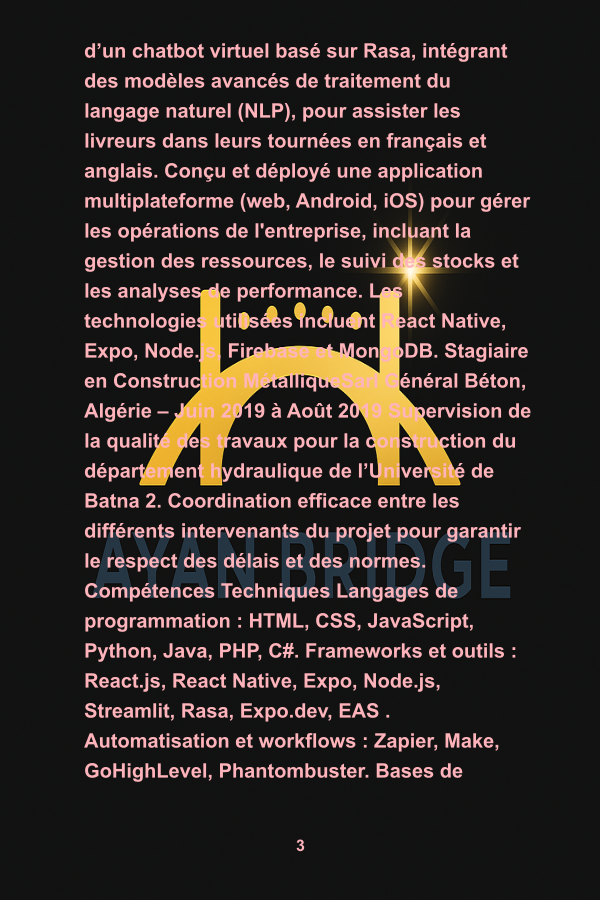 d’un chatbot virtuel basé sur Rasa, intégrant
des modèles avancés de traitement du
langage naturel (NLP), pour assister les
livreurs dans leurs tournées en français et
anglais. Conçu et déployé une application
multiplateforme (web, Android, iOS) pour gérer
les opérations de l'entreprise, incluant la
gestion des ressources, le suivi des stocks et
les analyses de performance. Les
technologies utilisées incluent React Native,
Expo, Node.js, Firebase et MongoDB. Stagiaire
en Construction MétalliqueSarl Général Béton,
Algérie – Juin 2019 à Août 2019 Supervision de
la qualité des travaux pour la construction du
département hydraulique de l’Université de
Batna 2. Coordination efficace entre les
différents intervenants du projet pour garantir
le respect des délais et des normes.
AYAN BRIDGE
Compétences Techniques Langages de
programmation : HTML, CSS, JavaScript,
Python, Java, PHP, C#. Frameworks et outils :
React.js, React Native, Expo, Node.js,
Streamlit, Rasa, Expo.dev, EAS .
Automatisation et workflows : Zapier, Make,
GoHighLevel, Phantombuster. Bases de
3